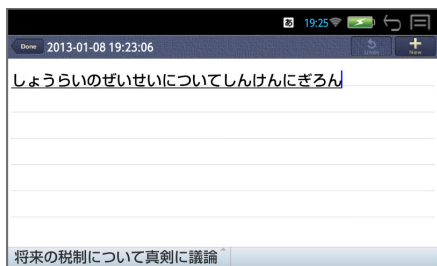 あ 19:25
Done 2013-01-08 19:23:06 Undo New
しょうらいのぜいせいについてしんけんにぎろん
将来の税制について真剣に議論